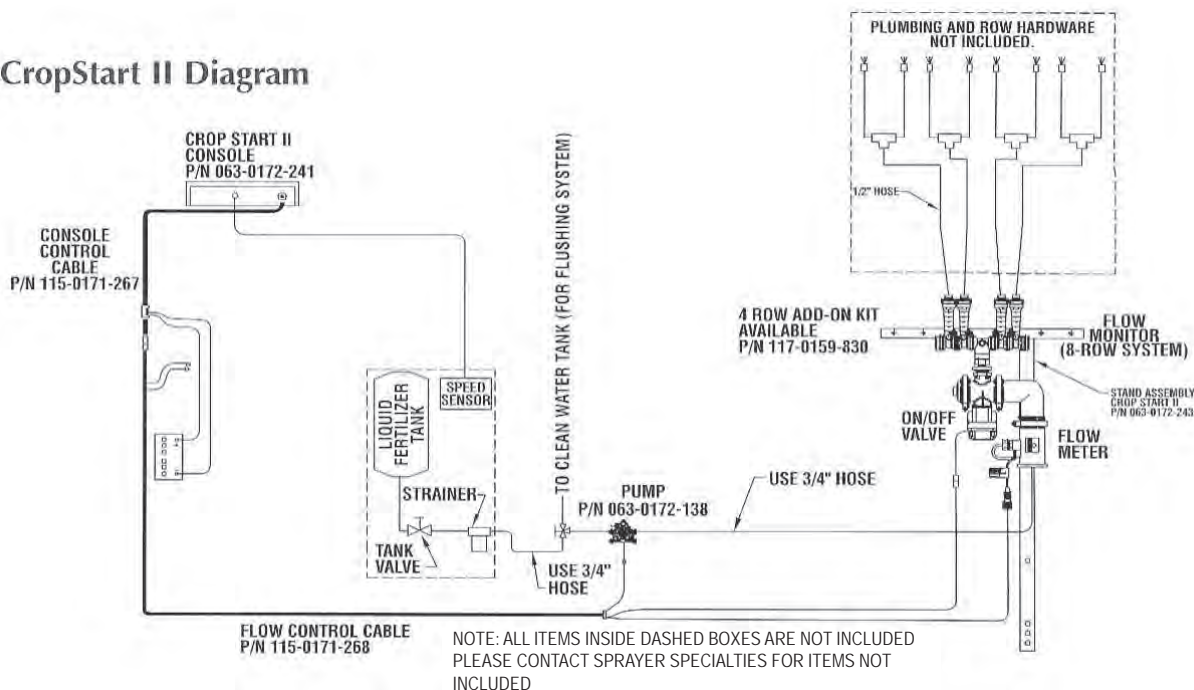 PLUMBING AND ROW HARDWARE
NOT INCLUDED.
CropStart II Diagram
CROP START II
CONSOLE
P/N 063-0172-241
CONSOLE
CONTROL
CABLE
P/N 115-0171-267
TO CLEAN WATER TANK (FOR FLUSHING SYSTEM)
1/2" HOSE
4 ROW ADD-ON KIT
AVAILABLE
P/N 117-0159-830
FLOW
MONITOR
(8-ROW SYSTEM)
STAND ASSEMBLY
CROP START II
P/N 063-0172-243
LIQUID
FERTILIZER
TANK
SPEED
SENSOR
ON/OFF
VALVE
FLOW
METER
STRAINER
PUMP
P/N 063-0172-138
USE 3/4" HOSE
TANK
VALVE
USE 3/4"
HOSE
FLOW CONTROL CABLE
P/N 115-0171-268
NOTE: ALL ITEMS INSIDE DASHED BOXES ARE NOT INCLUDED
PLEASE CONTACT SPRAYER SPECIALTIES FOR ITEMS NOT
INCLUDED